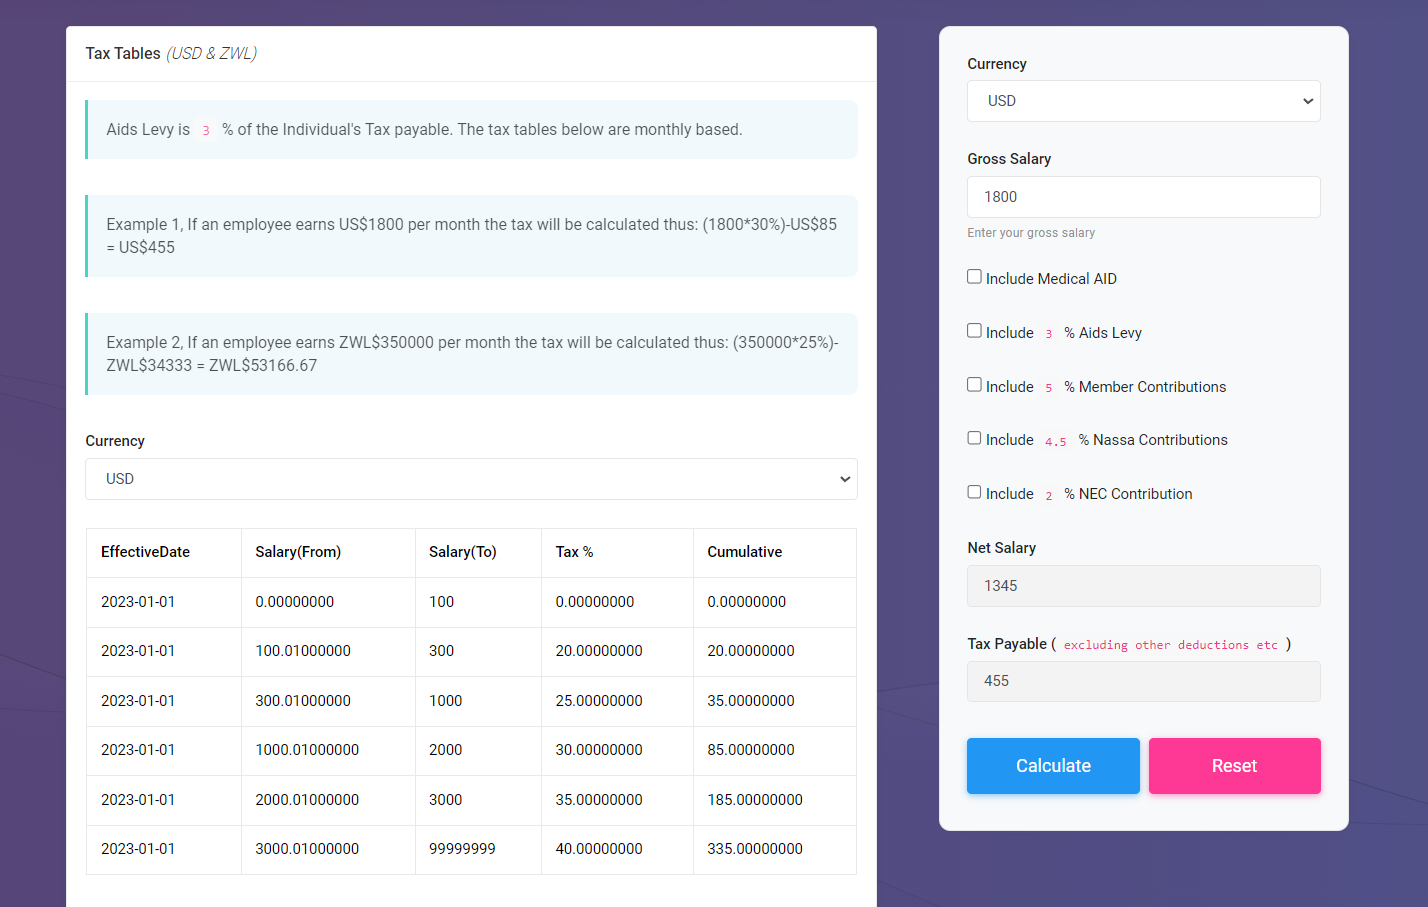 Tax Tables (USD & ZWL)
Aids Levy is 3 % of the Individual's Tax payable. The tax tables below are monthly based.
Example 1, If an employee earns US$1800 per month the tax will be calculated thus: (1800*30%)-US$85
= US$455
Example 2, If an employee earns ZWL$350000 per month the tax will be calculated thus: (350000*25%)-
ZWL$34333 = ZWL$53166.67
Currency
USD
EffectiveDate Salary(From) Salary(To) Tax % Cumulative
2023-01-01 0.00000000 100 0.00000000 0.00000000
2023-01-01 100.01000000 300 20.00000000 20.00000000
2023-01-01 300.01000000 1000 25.00000000 35.00000000
2023-01-01 1000.01000000 2000 30.00000000 85.00000000
2023-01-01 2000.01000000 3000 35.00000000 185.00000000
2023-01-01 3000.01000000 99999999 40.00000000 335.00000000
Currency
USD
Gross Salary
1800
Enter your gross salary
Include Medical AID
Include 3 % Aids Levy
Include 5 % Member Contributions
Include 4.5 % Nassa Contributions
Include 2 % NEC Contribution
Net Salary
1345
Tax Payable ( excluding other deductions etc )
455
Calculate Reset